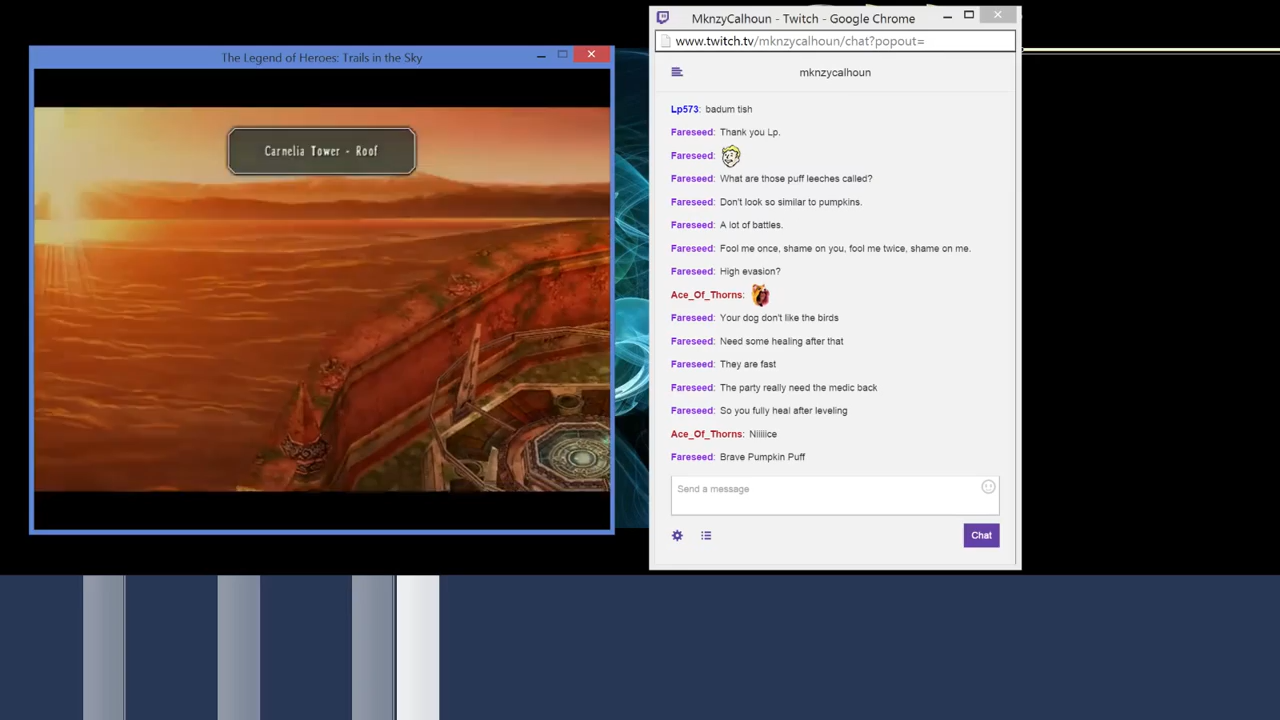 The Legend of Heroes: Trails in the Sky
Carnelia Tower - Roof
MknzyCalhoun - Twitch - Google Chrome
www.twitch.tv/mknzycalhoun/chat?popout=
mknzycalhoun
Lp573: badum tish
Fareseed: Thank you Lp.
Fareseed:
Fareseed: What are those puff leeches called?
Fareseed: Don't look so similar to pumpkins.
Fareseed: A lot of battles.
Fareseed: Fool me once, shame on you, fool me twice, shame on me.
Fareseed: High evasion?
Ace_Of_Thorns:
Fareseed: Your dog don't like the birds
Fareseed: Need some healing after that
Fareseed: They are fast
Fareseed: The party really need the medic back
Fareseed: So you fully heal after leveling
Ace_Of_Thorns: Niiiiice
Fareseed: Brave Pumpkin Puff
Send a message
Chat